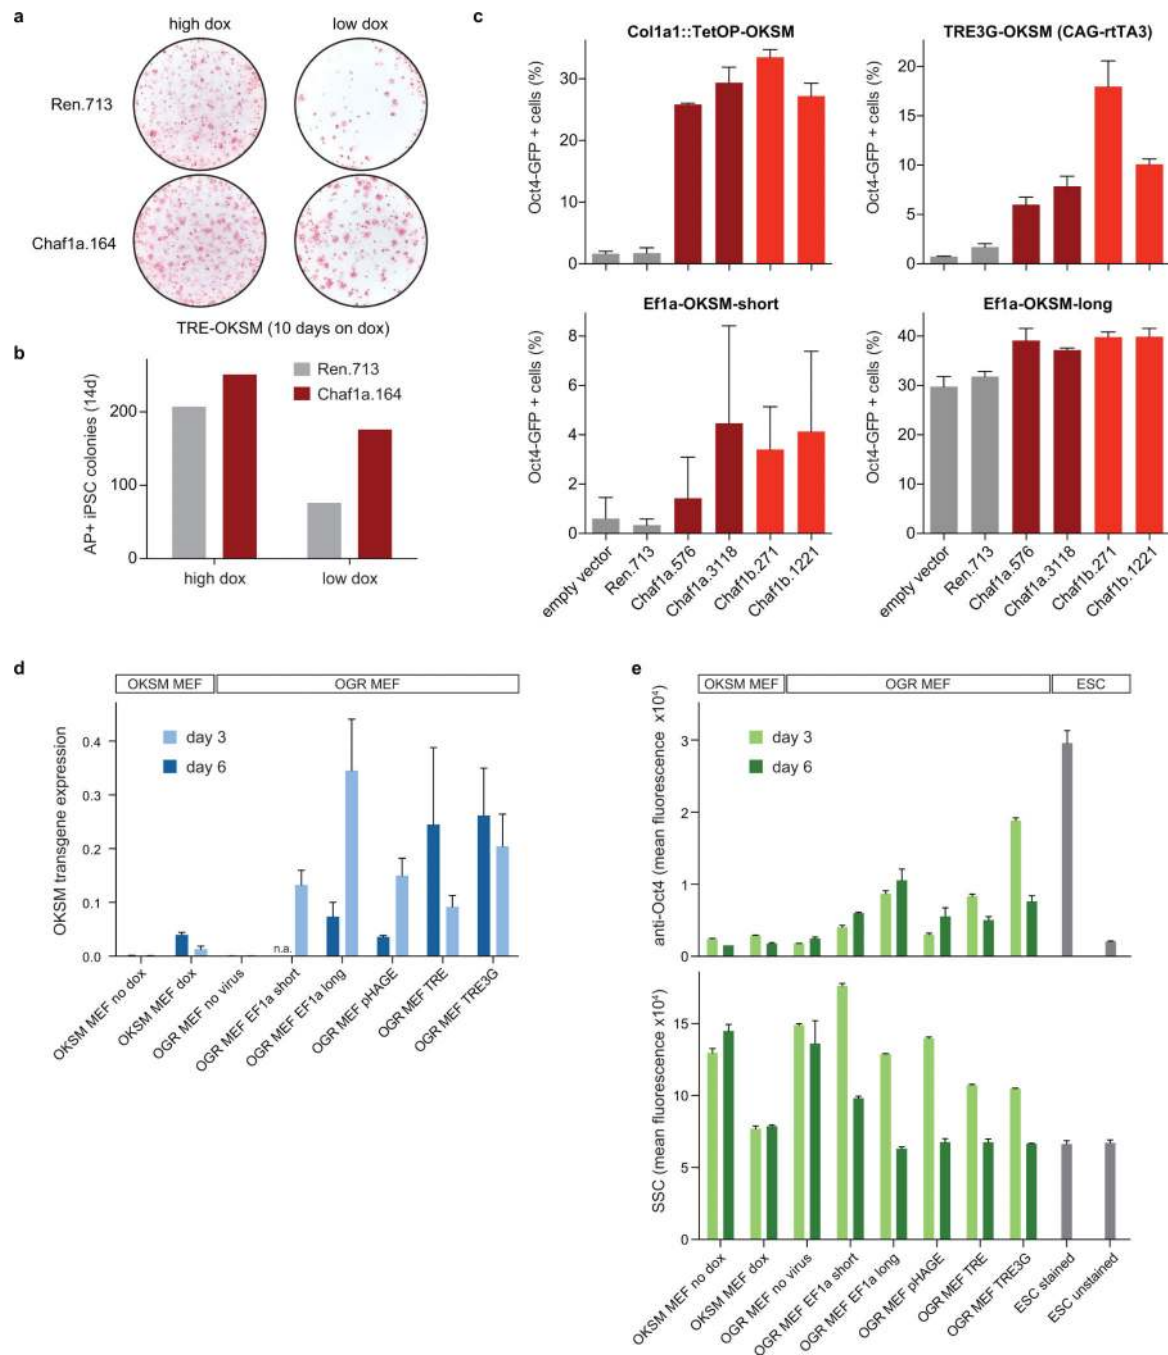 a
high dox
low dox
Ren.713
Chaf1a.164
TRE-OKSM (10 days on dox)
b
AP+ iPSC colonies (14d)
200
100
0
Ren.713
Chaf1a.164
high dox
low dox
c
Col1a1::TetOP-OKSM
Oct4-GFP + cells (%)
30
20
10
0
TRE3G-OKSM (CAG-rtTA3)
Oct4-GFP + cells (%)
20
15
10
5
0
Ef1a-OKSM-short
Oct4-GFP + cells (%)
8
6
4
2
0
empty vector
Ren.713
Chaf1a.576
Chaf1a.3118
Chaf1b.271
Chaf1b.1221
Ef1a-OKSM-long
Oct4-GFP + cells (%)
40
30
20
10
0
empty vector
Ren.713
Chaf1a.576
Chaf1a.3118
Chaf1b.271
Chaf1b.1221
d
OKSM MEF
OGR MEF
OKSM transgene expression
0.4
0.3
0.2
0.1
0.0
day 3
day 6
n.a.
OKSM MEF no dox
OKSM MEF dox
OGR MEF no virus
OGR MEF EF1a short
OGR MEF EF1a long
OGR MEF pHAGE
OGR MEF TRE
OGR MEF TRE3G
e
OKSM MEF
OGR MEF
ESC
anti-Oct4 (mean fluorescence x10⁴)
3
2
1
0
day 3
day 6
SSC (mean fluorescence x10⁴)
15
10
5
0
OKSM MEF no dox
OKSM MEF dox
OGR MEF no virus
OGR MEF EF1a short
OGR MEF EF1a long
OGR MEF pHAGE
OGR MEF TRE
OGR MEF TRE3G
ESC stained
ESC unstained